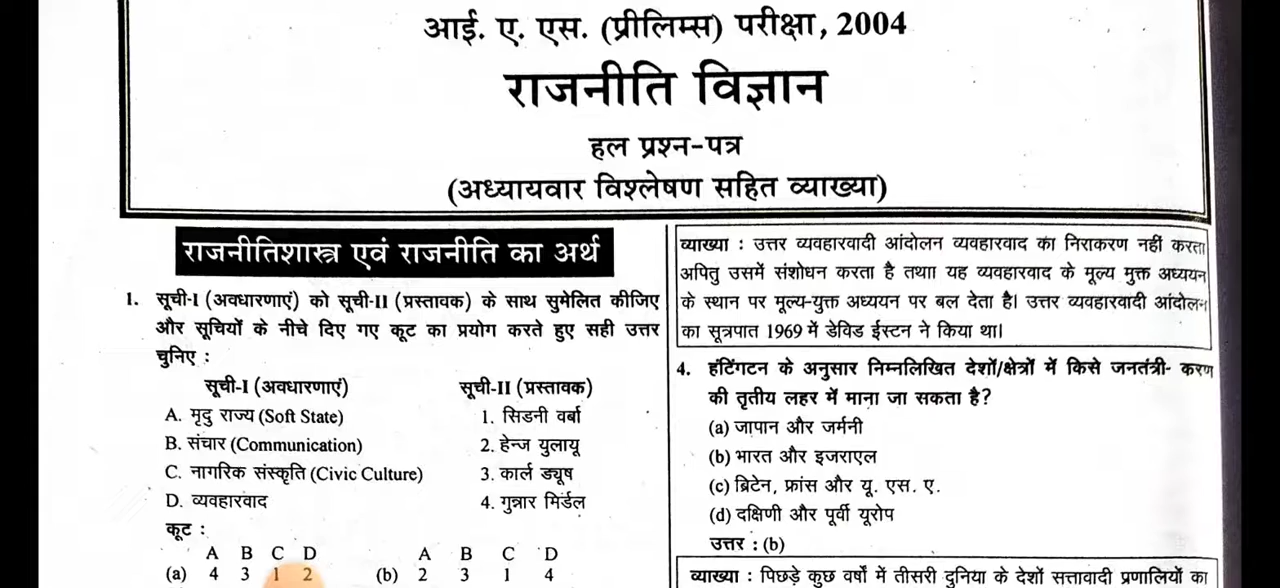 आई. ए. एस. (प्रीलिम्स) परीक्षा, 2004
राजनीति विज्ञान
हल प्रश्न-पत्र
(अध्यायवार विश्लेषण सहित व्याख्या)
राजनीतिशास्त्र एवं राजनीति का अर्थ
1. सूची-I (अवधारणाएं) को सूची-II (प्रस्तावक) के साथ सुमेलित कीजिए
और सूचियों के नीचे दिए गए कूट का प्रयोग करते हुए सही उत्तर
चुनिए :
सूची-I (अवधारणाएं) सूची-II (प्रस्तावक)
A. मृदु राज्य (Soft State) 1. सिडनी वर्बा
B. संचार (Communication) 2. हेन्ज युलायू
C. नागरिक संस्कृति (Civic Culture) 3. कार्ल ड्यूष
D. व्यवहारवाद 4. गुन्नार मिर्डल
कूट :
A B C D A B C D
(a) 4 3 1 2 (b) 2 3 1 4
व्याख्या : उत्तर व्यवहारवादी आंदोलन व्यवहारवाद का निराकरण नहीं करता
अपितु उसमें संशोधन करता है तथाा यह व्यवहारवाद के मूल्य मुक्त अध्ययन
के स्थान पर मूल्य-युक्त अध्ययन पर बल देता है। उत्तर व्यवहारवादी आंदोलन
का सूत्रपात 1969 में डेविड ईस्टन ने किया था।
4. हंटिंगटन के अनुसार निम्नलिखित देशों/क्षेत्रों में किसे जनतंत्री- करण
की तृतीय लहर में माना जा सकता है?
(a) जापान और जर्मनी
(b) भारत और इजराएल
(c) ब्रिटेन, फ्रांस और यू. एस. ए.
(d) दक्षिणी और पूर्वी यूरोप
उत्तर : (b)
व्याख्या : पिछड़े कुछ वर्षों में तीसरी दुनिया के देशों सत्तावादी प्रणालियों का